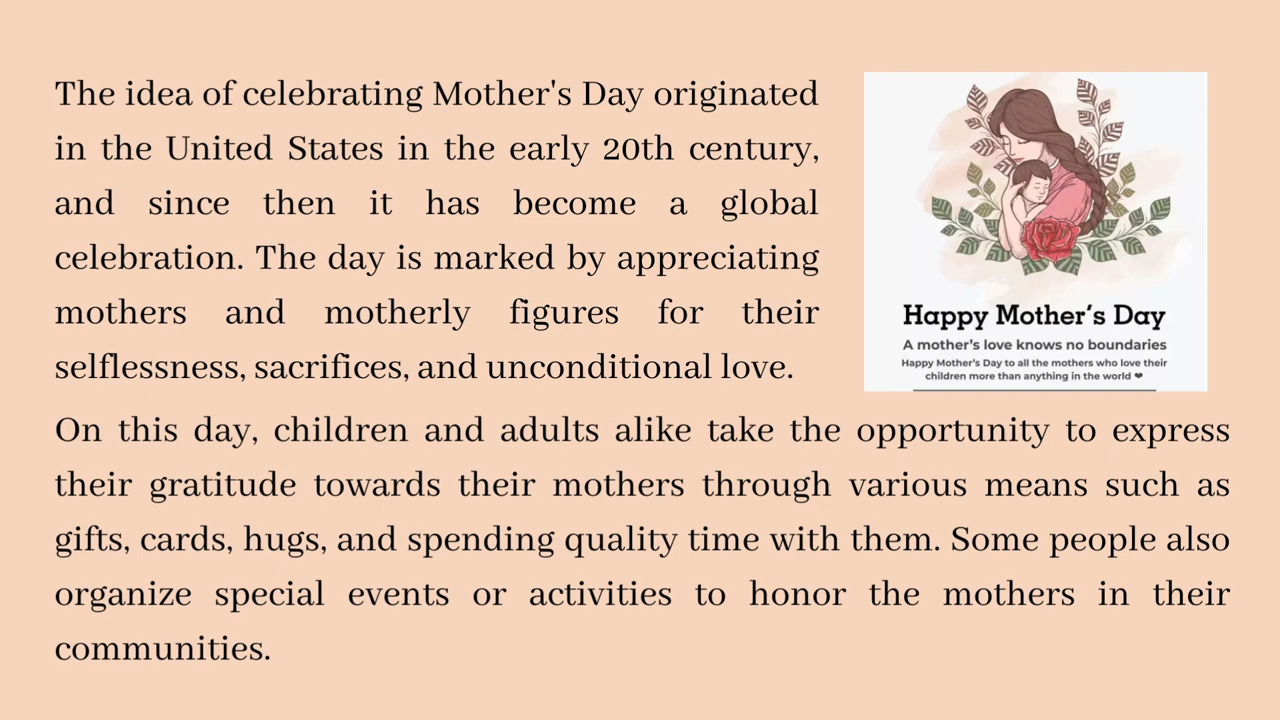 The idea of celebrating Mother's Day originated
in the United States in the early 20th century,
and since then it has become a global
celebration. The day is marked by appreciating
mothers and motherly figures for their
selflessness, sacrifices, and unconditional love.
Happy Mother’s Day
A mother’s love knows no boundaries
Happy Mother’s Day to all the mothers who love their
children more than anything in the world ❤
On this day, children and adults alike take the opportunity to express
their gratitude towards their mothers through various means such as
gifts, cards, hugs, and spending quality time with them. Some people also
organize special events or activities to honor the mothers in their
communities.